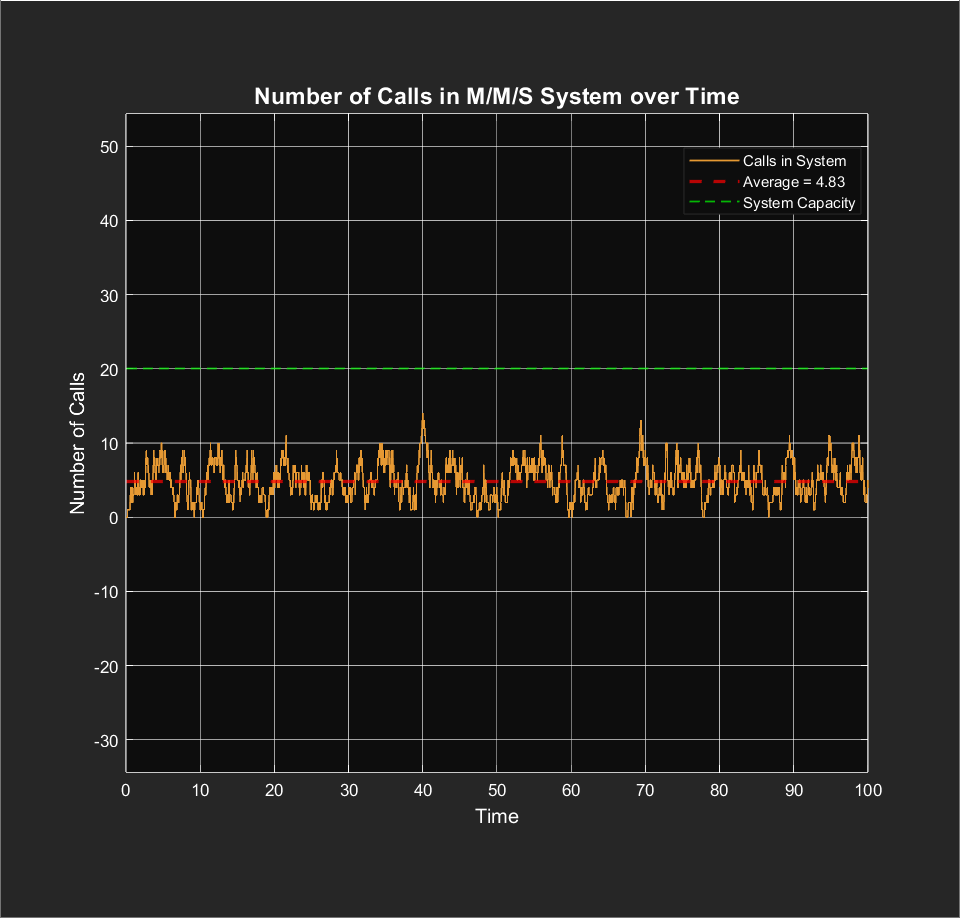 Number of Calls in M/M/S System over Time
50
40
30
20
10
0
-10
-20
-30
Number of Calls
Calls in System
Average = 4.83
System Capacity
0 10 20 30 40 50 60 70 80 90 100
Time